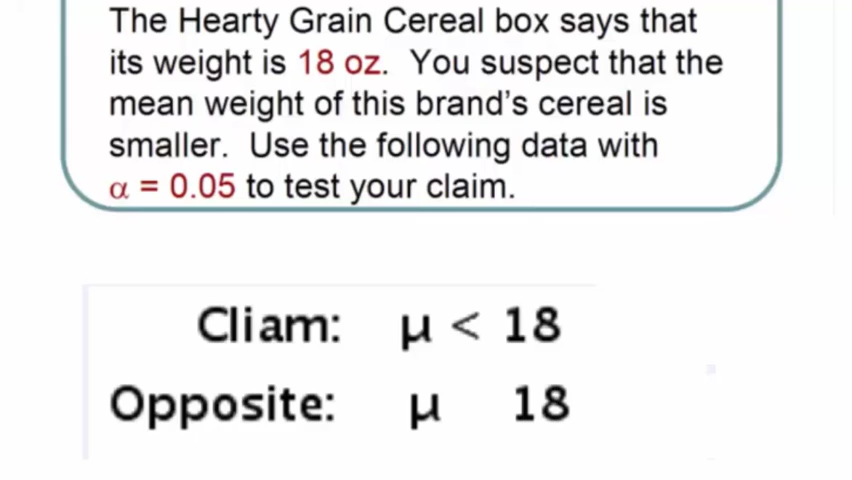 The Hearty Grain Cereal box says that
its weight is 18 oz. You suspect that the
mean weight of this brand's cereal is
smaller. Use the following data with
α = 0.05 to test your claim.
Cliam: μ < 18
Opposite: μ 18